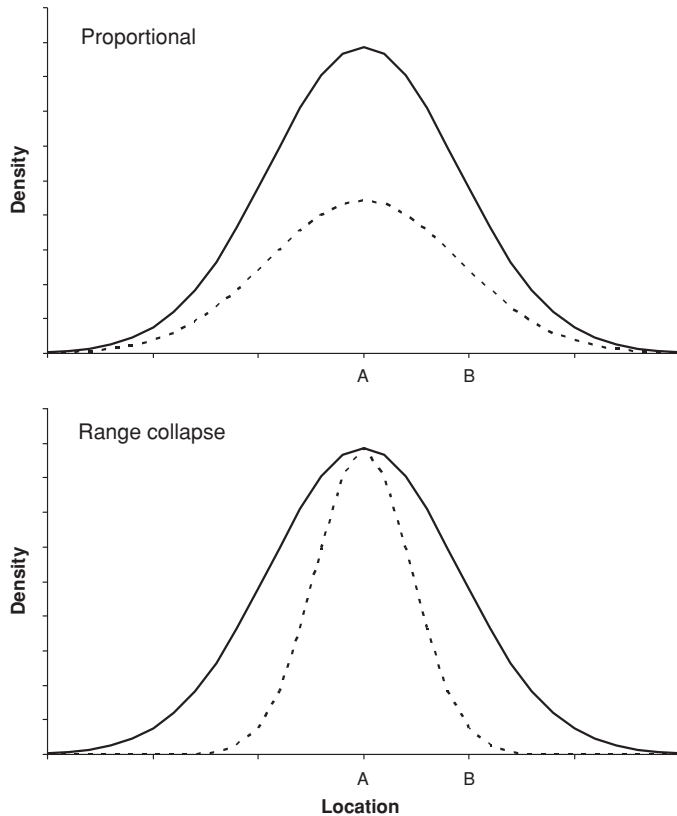 Proportional
Density
A B
Range collapse
Density
A B
Location